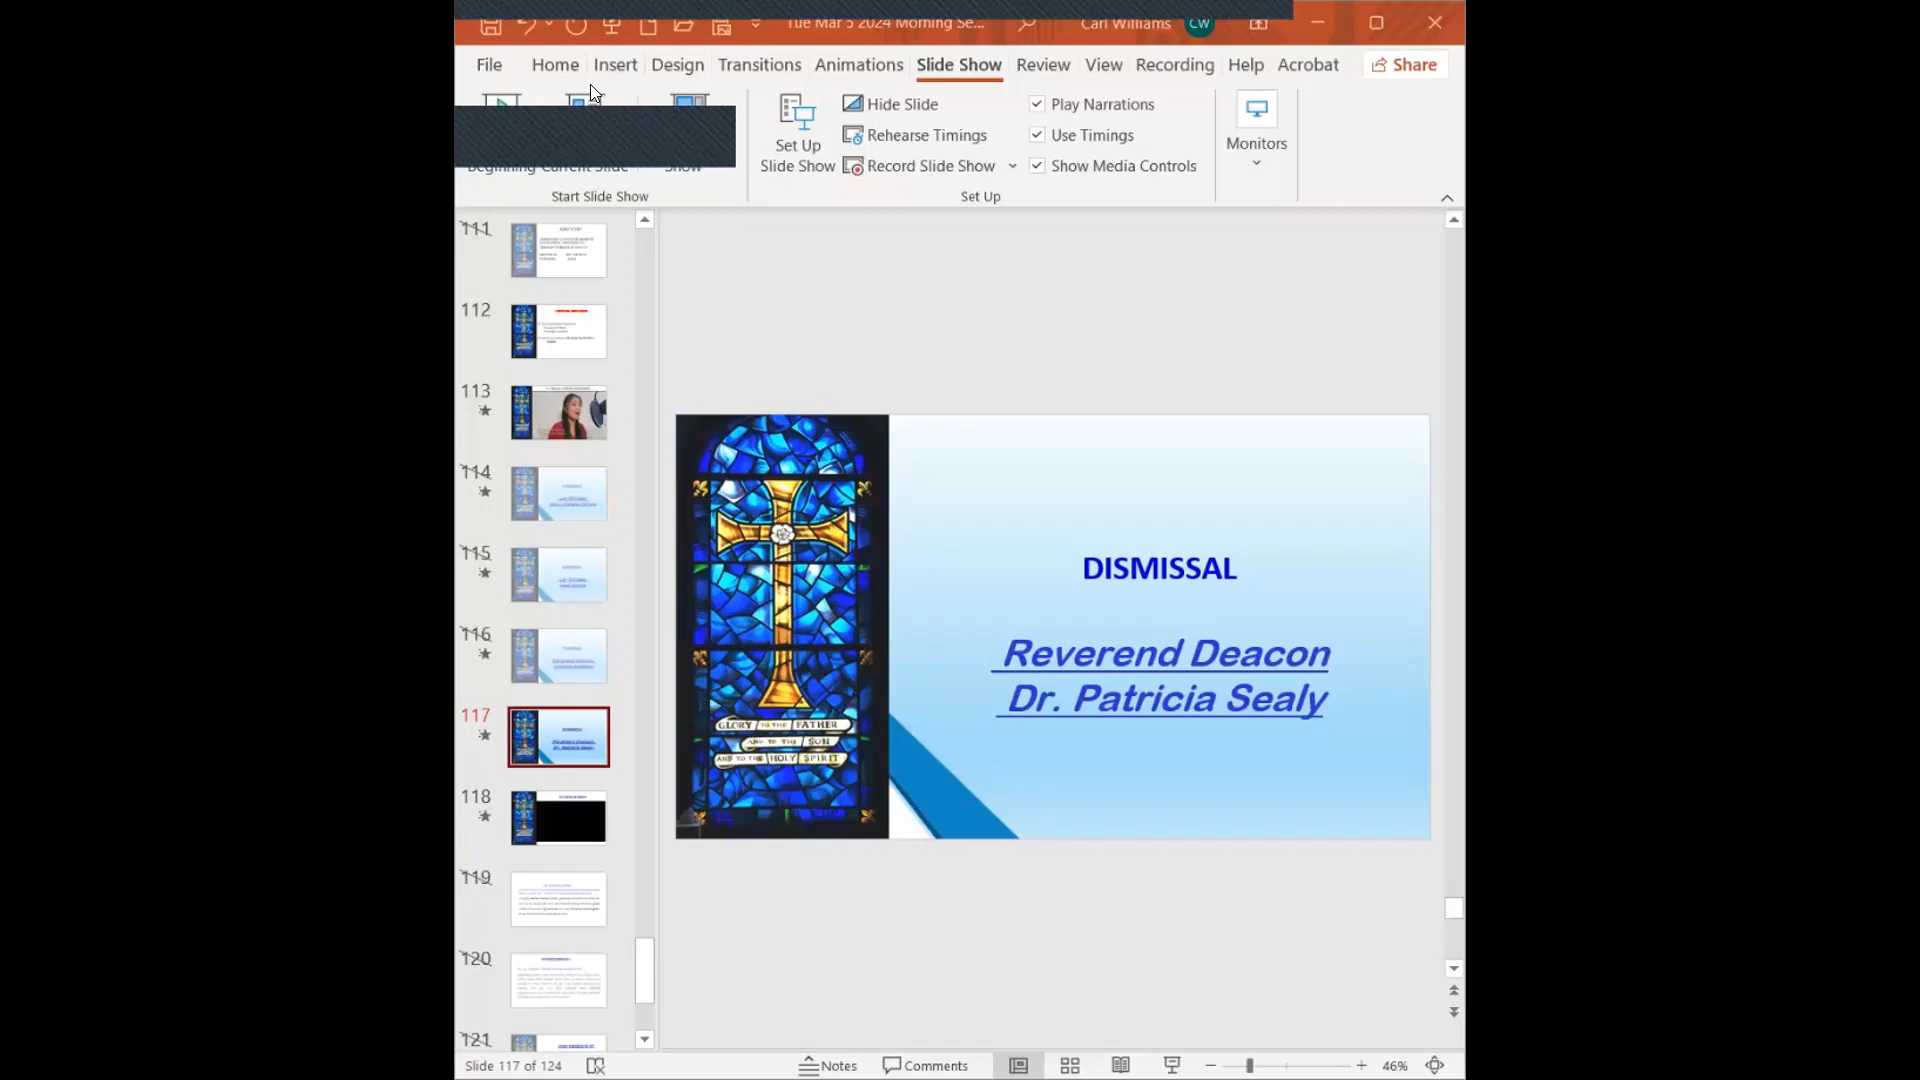 Tue Mar 5 2024 Morning Se...
Carl Williams
CW
File
Home
Insert
Design
Transitions
Animations
Slide Show
Review
View
Recording
Help
Acrobat
Share
Set Up
Slide Show
Hide Slide
Rehearse Timings
Record Slide Show
Play Narrations
Use Timings
Show Media Controls
Monitors
Beginning Current Slide
Show
Start Slide Show
Set Up
111
112
113
114
115
116
117
118
119
120
121
DISMISSAL
Reverend Deacon
Dr. Patricia Sealy
GLORY TO THE FATHER
AND TO THE SON
AND TO THE HOLY SPIRIT
Slide 117 of 124
Notes
Comments
46%